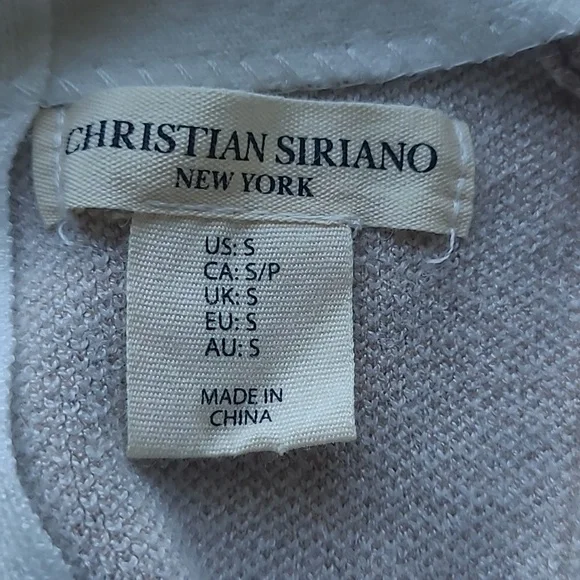 CHRISTIAN SIRIANO
NEW YORK
US: S
CA: S/P
UK: S
EU: S
AU: S
MADE IN
CHINA